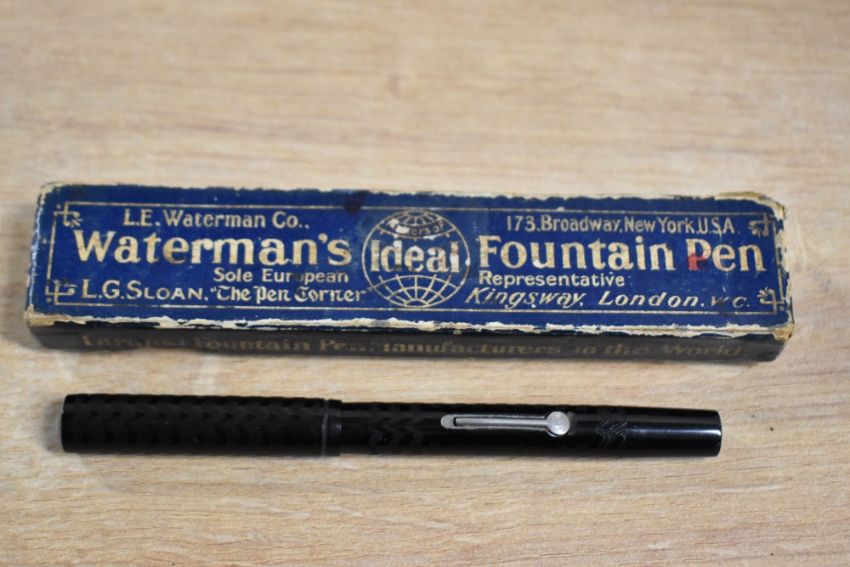 L.E. Waterman Co., 173. Broadway, New York. U.S.A.
Waterman's Ideal Fountain Pen
Sole European Representative
L.G. Sloan, "The Pen Corner" Kingsway, London. W.C.
Largest Fountain Pen Manufacturers in the World